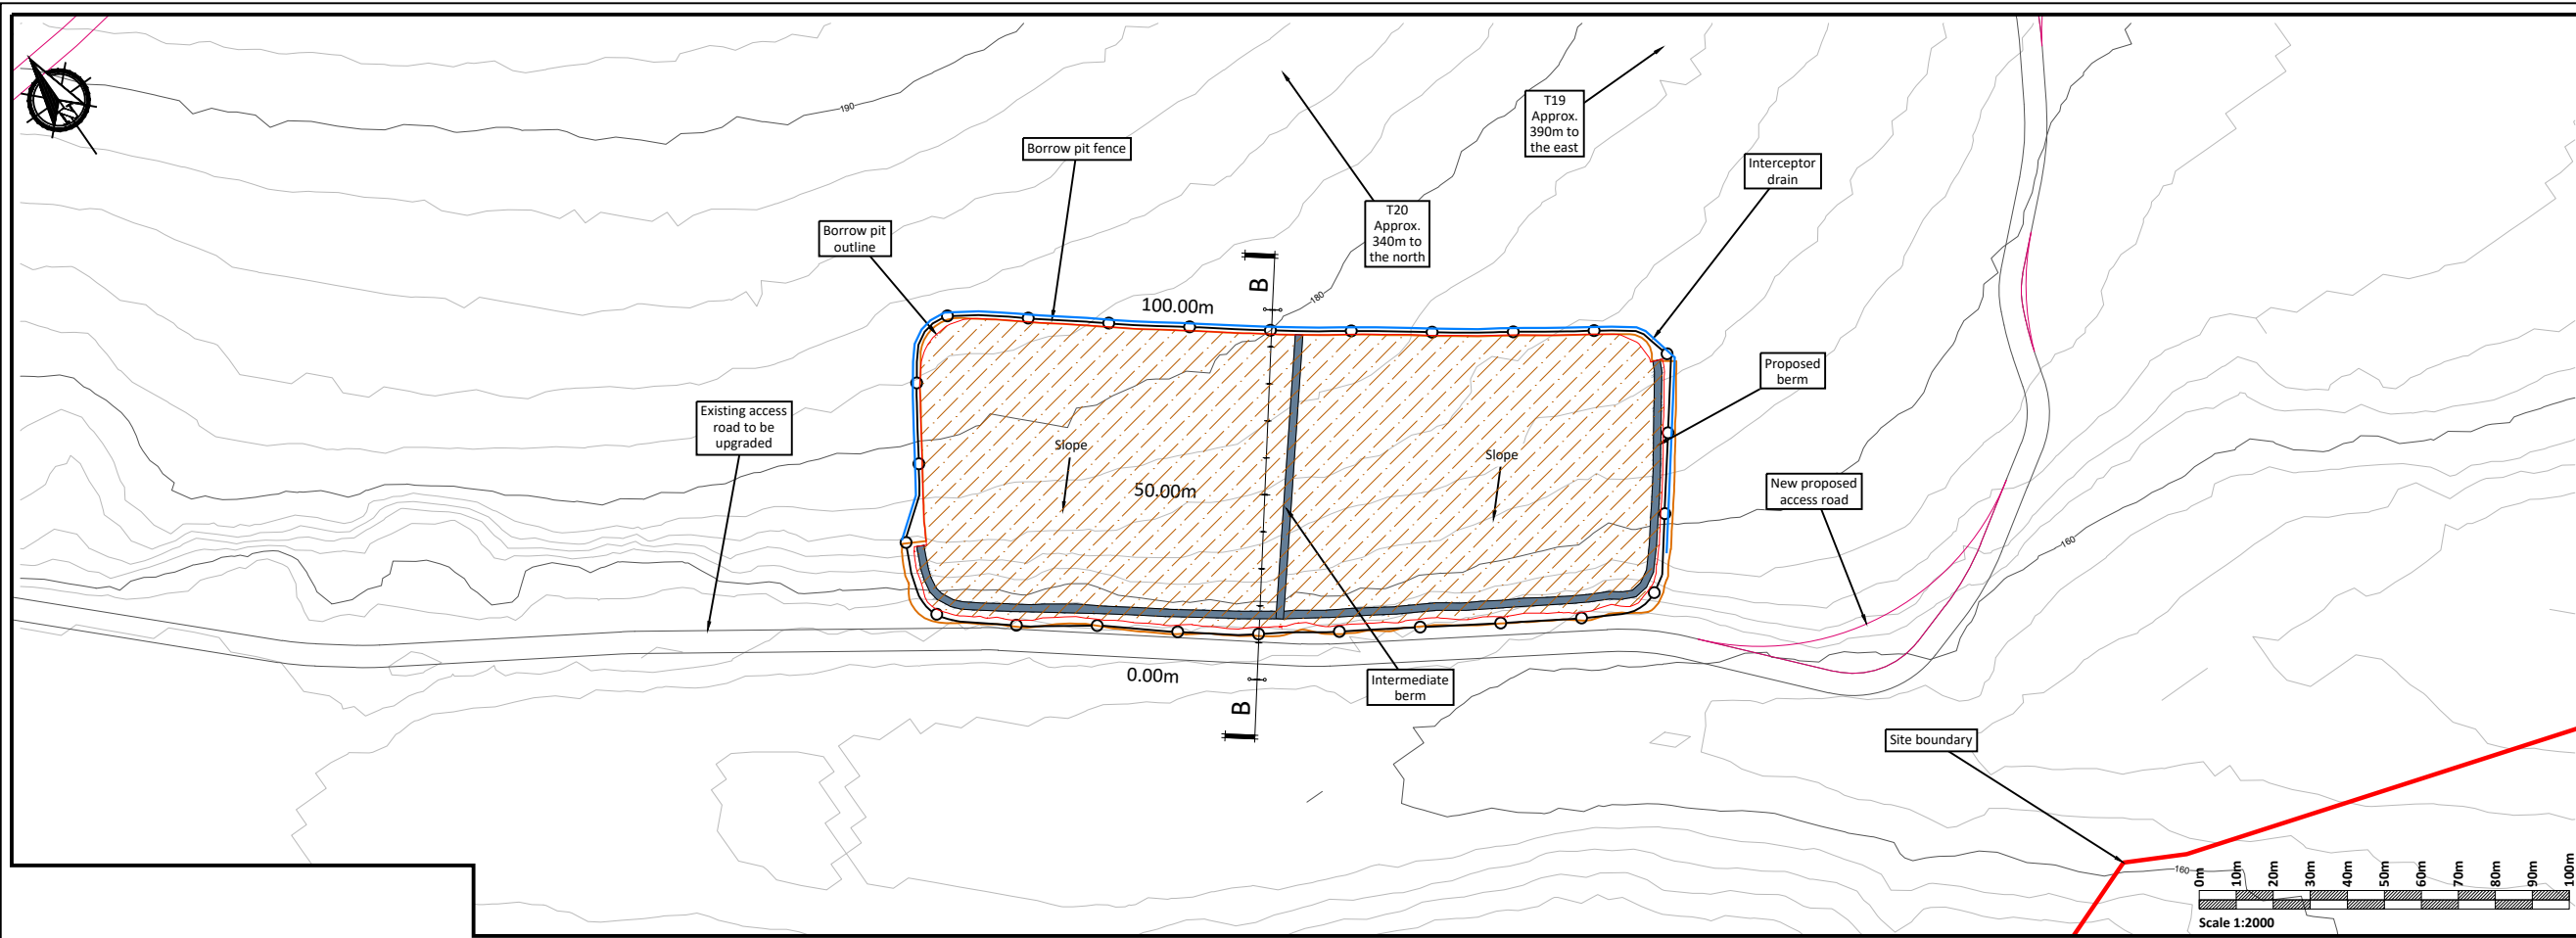 190
T19
Approx.
390m to
the east
Borrow pit fence
Interceptor
drain
T20
Approx.
340m to
the north
Borrow pit
outline
B
180
100.00m
Proposed
berm
Existing access
road to be
upgraded
Slope
Slope
50.00m
New proposed
access road
160
0.00m
Intermediate
berm
B
Site boundary
160
0m 10m 20m 30m 40m 50m 60m 70m 80m 90m 100m
Scale 1:2000